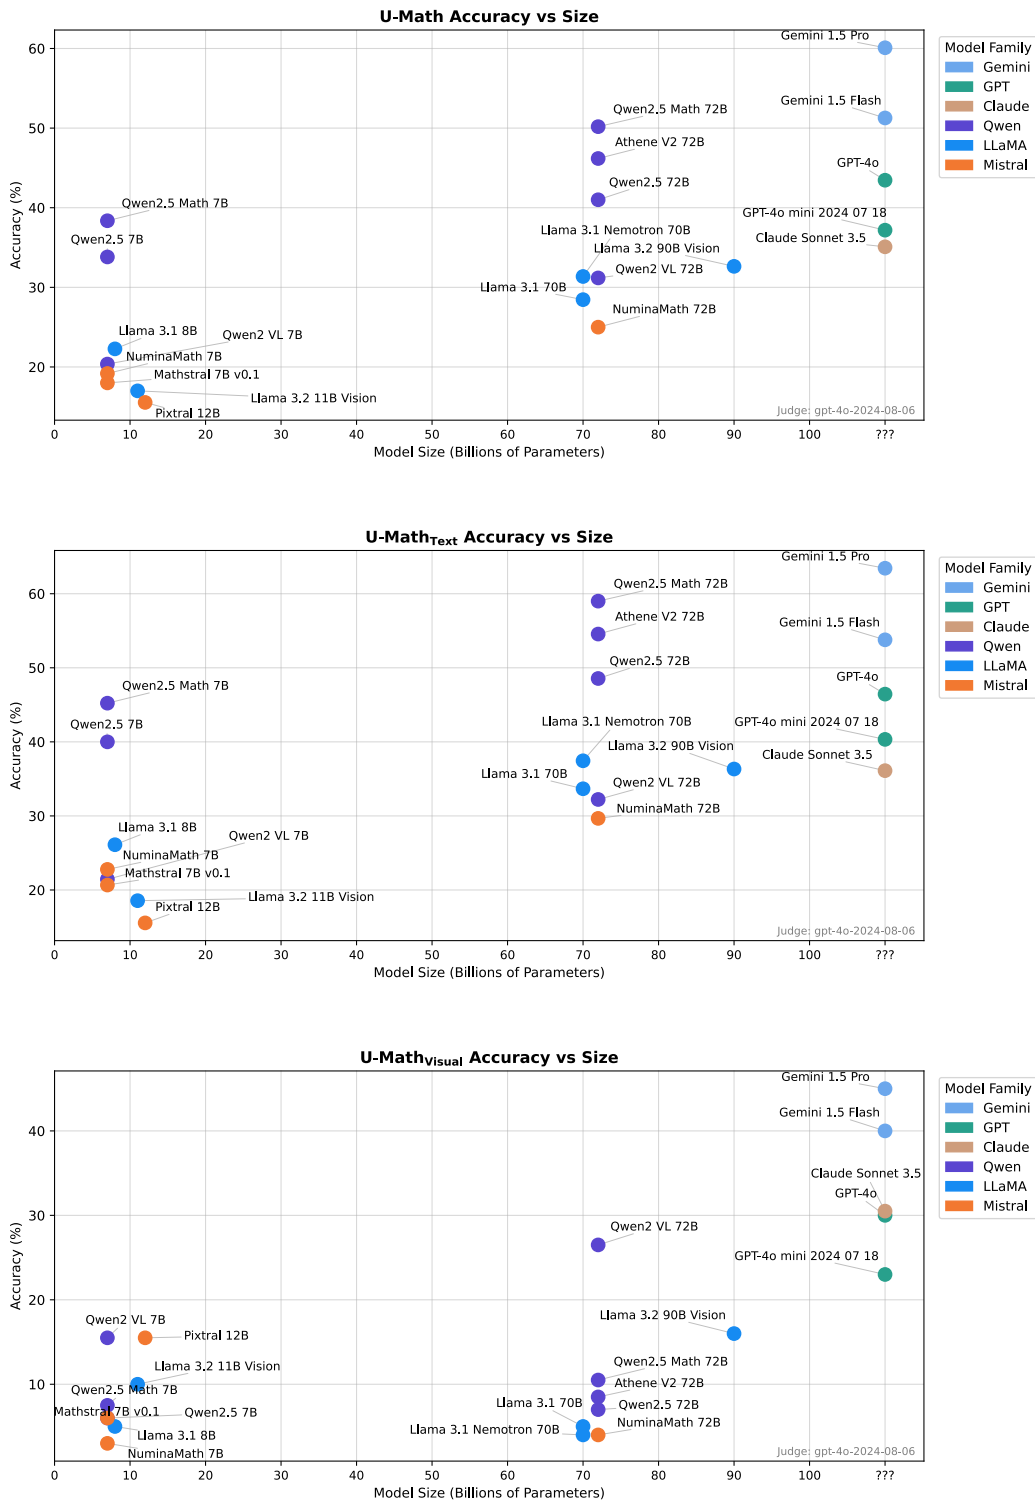 U-Math Accuracy vs Size
Accuracy (%)
60
50
40
30
20
Gemini 1.5 Pro
Gemini 1.5 Flash
Qwen2.5 Math 72B
Athene V2 72B
GPT-4o
Qwen2.5 72B
Qwen2.5 Math 7B
GPT-4o mini 2024 07 18
Llama 3.1 Nemotron 70B
Claude Sonnet 3.5
Qwen2.5 7B
Llama 3.2 90B Vision
Qwen2 VL 72B
Llama 3.1 70B
NuminaMath 72B
Llama 3.1 8B
Qwen2 VL 7B
NuminaMath 7B
Mathstral 7B v0.1
Llama 3.2 11B Vision
Pixtral 12B
Judge: gpt-4o-2024-08-06
0 10 20 30 40 50 60 70 80 90 100 ???
Model Size (Billions of Parameters)
Model Family
Gemini
GPT
Claude
Qwen
LLaMA
Mistral
U-MathText Accuracy vs Size
Accuracy (%)
60
50
40
30
20
Gemini 1.5 Pro
Qwen2.5 Math 72B
Athene V2 72B
Gemini 1.5 Flash
Qwen2.5 72B
Qwen2.5 Math 7B
GPT-4o
Qwen2.5 7B
Llama 3.1 Nemotron 70B
GPT-4o mini 2024 07 18
Llama 3.2 90B Vision
Claude Sonnet 3.5
Llama 3.1 70B
Qwen2 VL 72B
NuminaMath 72B
Llama 3.1 8B
Qwen2 VL 7B
NuminaMath 7B
Mathstral 7B v0.1
Llama 3.2 11B Vision
Pixtral 12B
Judge: gpt-4o-2024-08-06
0 10 20 30 40 50 60 70 80 90 100 ???
Model Size (Billions of Parameters)
Model Family
Gemini
GPT
Claude
Qwen
LLaMA
Mistral
U-MathVisual Accuracy vs Size
Accuracy (%)
40
30
20
10
Gemini 1.5 Pro
Gemini 1.5 Flash
Claude Sonnet 3.5
GPT-4o
Qwen2 VL 72B
GPT-4o mini 2024 07 18
Qwen2 VL 7B
Llama 3.2 90B Vision
Pixtral 12B
Llama 3.2 11B Vision
Qwen2.5 Math 72B
Qwen2.5 Math 7B
Athene V2 72B
Mathstral 7B v0.1
Qwen2.5 7B
Llama 3.1 70B
Qwen2.5 72B
Llama 3.1 8B
Llama 3.1 Nemotron 70B
NuminaMath 72B
NuminaMath 7B
Judge: gpt-4o-2024-08-06
0 10 20 30 40 50 60 70 80 90 100 ???
Model Size (Billions of Parameters)
Model Family
Gemini
GPT
Claude
Qwen
LLaMA
Mistral